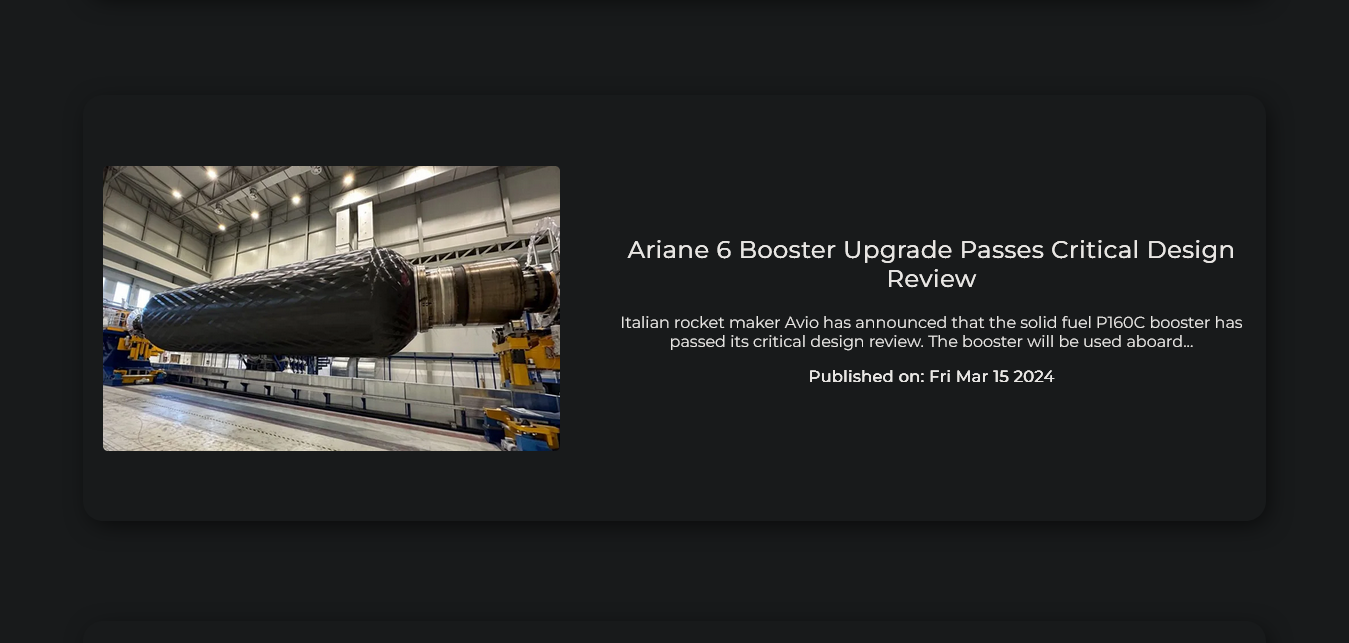 Ariane 6 Booster Upgrade Passes Critical Design
Review
Italian rocket maker Avio has announced that the solid fuel P160C booster has
passed its critical design review. The booster will be used aboard...
Published on: Fri Mar 15 2024